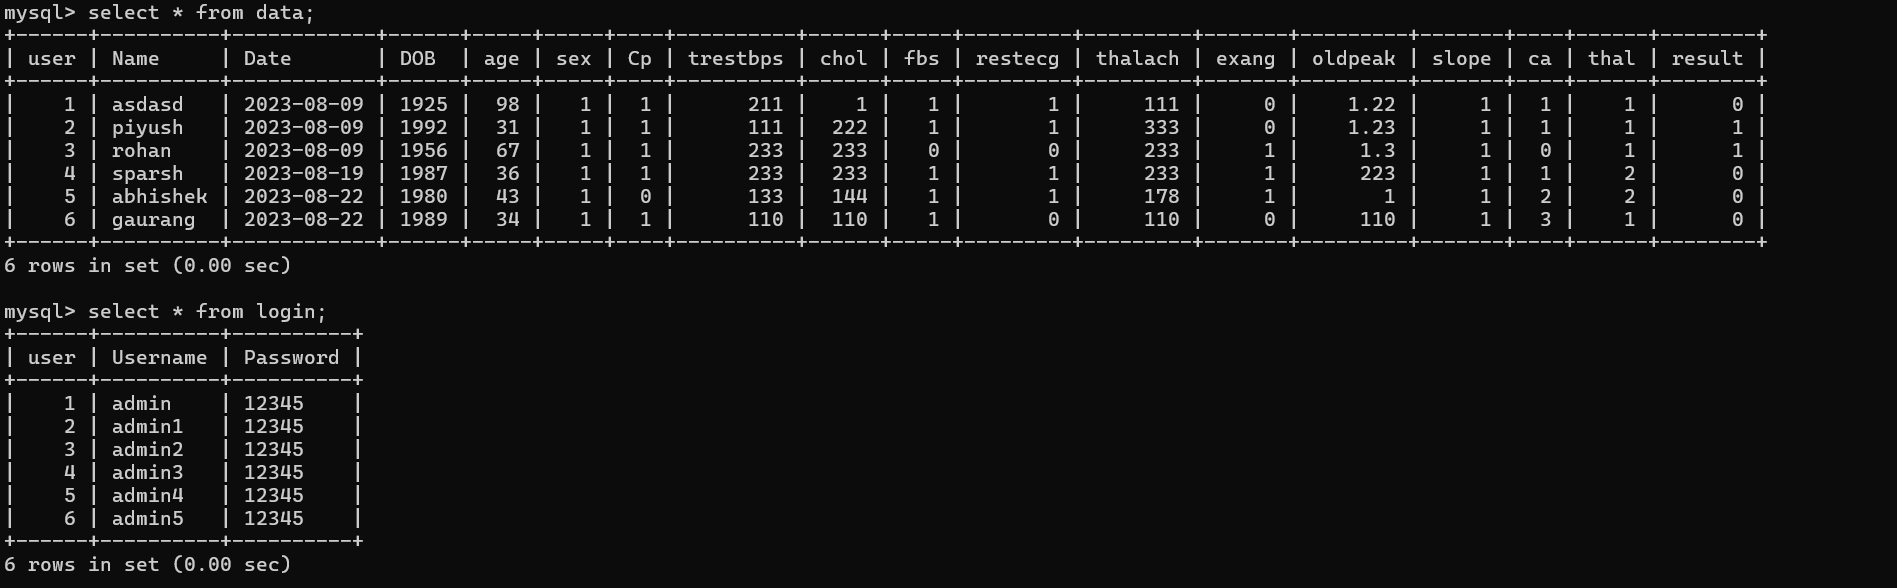 mysql> select * from data;
+------+----------+------------+------+-----+-----+----+----------+------+-----+---------+---------+-------+---------+-------+----+------+--------+
| user | Name     | Date       | DOB  | age | sex | Cp | trestbps | chol | fbs | restecg | thalach | exang | oldpeak | slope | ca | thal | result |
+------+----------+------------+------+-----+-----+----+----------+------+-----+---------+---------+-------+---------+-------+----+------+--------+
|    1 | asdasd   | 2023-08-09 | 1925 |  98 |   1 |  1 |      211 |    1 |   1 |       1 |     111 |     0 |    1.22 |     1 |  1 |    1 |      0 |
|    2 | piyush   | 2023-08-09 | 1992 |  31 |   1 |  1 |      111 |  222 |   1 |       1 |     333 |     0 |    1.23 |     1 |  1 |    1 |      1 |
|    3 | rohan    | 2023-08-09 | 1956 |  67 |   1 |  1 |      233 |  233 |   0 |       0 |     233 |     1 |     1.3 |     1 |  0 |    1 |      1 |
|    4 | sparsh   | 2023-08-19 | 1987 |  36 |   1 |  1 |      233 |  233 |   1 |       1 |     233 |     1 |     223 |     1 |  1 |    2 |      0 |
|    5 | abhishek | 2023-08-22 | 1980 |  43 |   1 |  0 |      133 |  144 |   1 |       1 |     178 |     1 |       1 |     1 |  2 |    2 |      0 |
|    6 | gaurang  | 2023-08-22 | 1989 |  34 |   1 |  1 |      110 |  110 |   1 |       0 |     110 |     0 |     110 |     1 |  3 |    1 |      0 |
+------+----------+------------+------+-----+-----+----+----------+------+-----+---------+---------+-------+---------+-------+----+------+--------+
6 rows in set (0.00 sec)

mysql> select * from login;
+------+----------+----------+
| user | Username | Password |
+------+----------+----------+
|    1 | admin    | 12345    |
|    2 | admin1   | 12345    |
|    3 | admin2   | 12345    |
|    4 | admin3   | 12345    |
|    5 | admin4   | 12345    |
|    6 | admin5   | 12345    |
+------+----------+----------+
6 rows in set (0.00 sec)